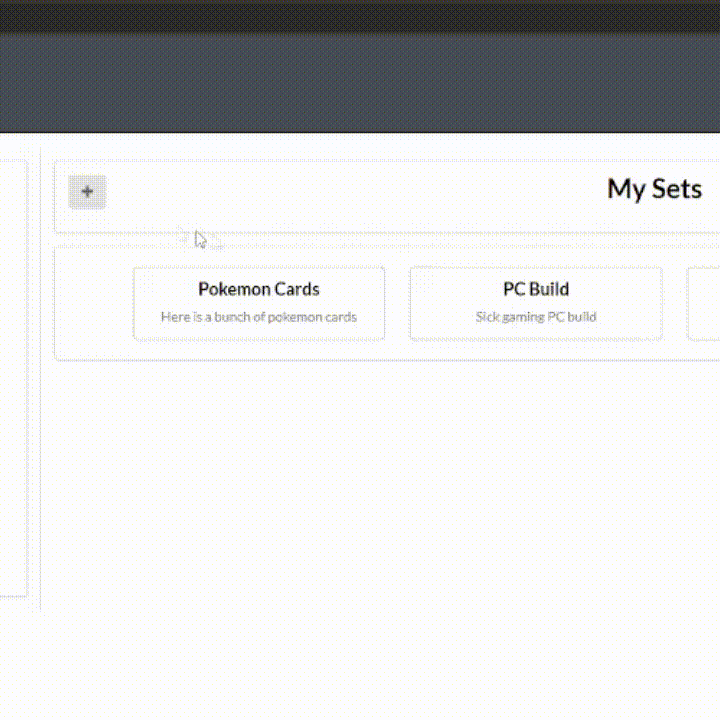 +
My Sets
Pokemon Cards
Here is a bunch of pokemon cards
PC Build
Sick gaming PC build